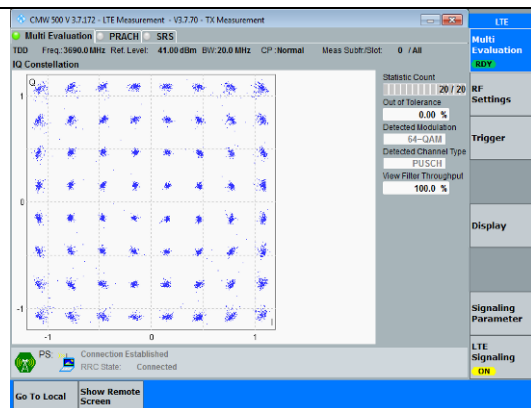 CMW 500 V 3.7.172 - LTE Measurement - V3.7.70 - TX Measurement
LTE
Multi Evaluation PRACH SRS
Multi
Evaluation
RDY
TDD Freq.:3690.0 MHz Ref. Level: 41.00 dBm BW:20.0 MHz CP :Normal Meas Subfr/Slot: 0 / All
IQ Constellation
Q
1
0
-1
-1
0
1
I
Statistic Count
20 / 20
Out of Tolerance
0.00 %
Detected Modulation
64-QAM
Detected Channel Type
PUSCH
View Filter Throughput
100.0 %
RF
Settings
Trigger
Display
Signaling
Parameter
LTE
Signaling
ON
PS: Connection Established
RRC State: Connected
Go To Local
Show Remote
Screen